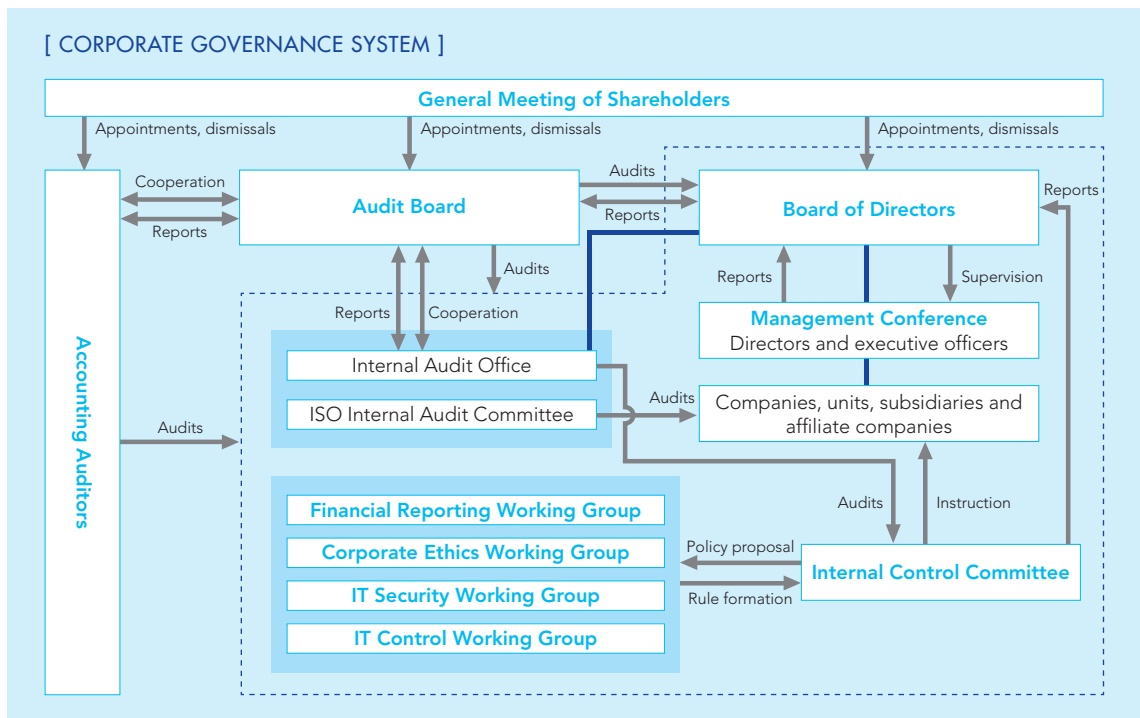 [ CORPORATE GOVERNANCE SYSTEM ]
General Meeting of Shareholders
Appointments, dismissals
Appointments, dismissals
Appointments, dismissals
Accounting Auditors
Cooperation
Reports
Audit Board
Audits
Reports
Board of Directors
Reports
Audits
Reports
Supervision
Reports
Cooperation
Management Conference
Directors and executive officers
Internal Audit Office
ISO Internal Audit Committee
Audits
Companies, units, subsidiaries and
affiliate companies
Audits
Audits
Instruction
Financial Reporting Working Group
Corporate Ethics Working Group
IT Security Working Group
IT Control Working Group
Policy proposal
Rule formation
Internal Control Committee